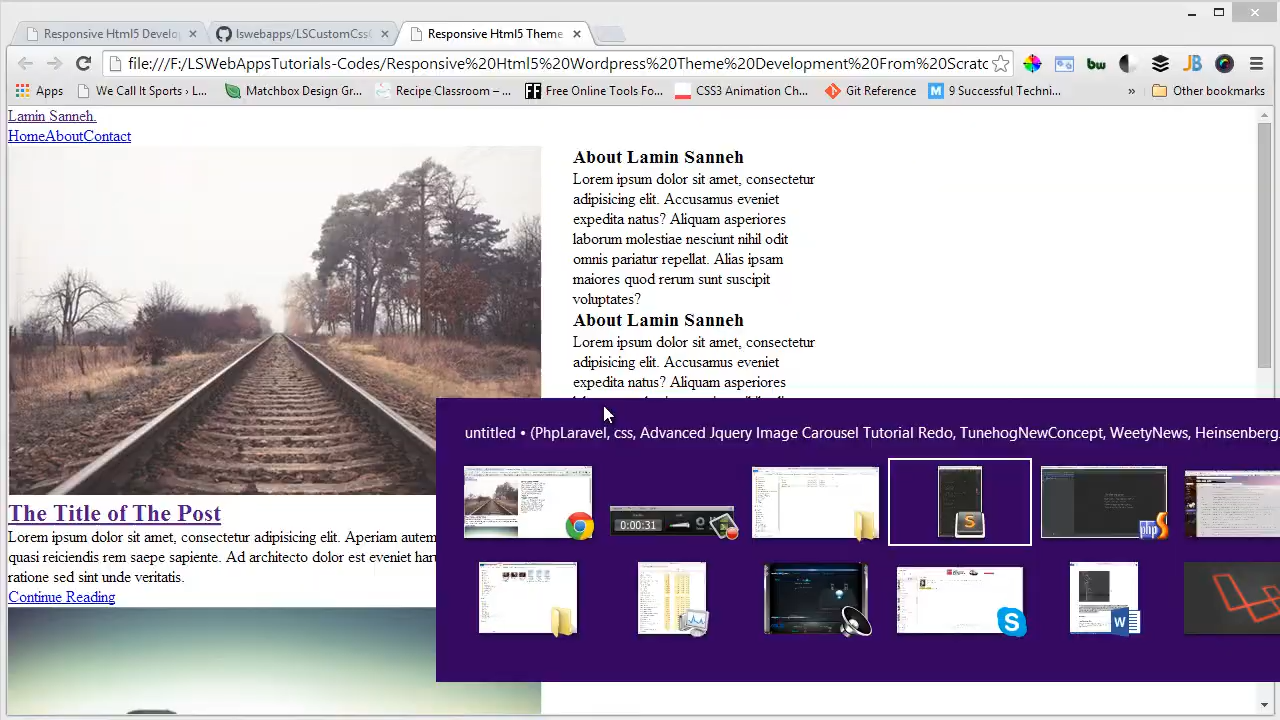 Responsive Html5 Develo
lswebapps/LSCustomCss
Responsive Html5 Theme
file:///F:/LSWebAppsTutorials-Codes/Responsive%20Html5%20Wordpress%20Theme%20Development%20From%20Scratc
Apps
We Call It Sports › L...
Matchbox Design Gr...
Recipe Classroom – ...
FF Free Online Tools Fo...
CSS3 Animation Ch...
Git Reference
M 9 Successful Techni...
»
Other bookmarks
bw
JB
Lamin Sanneh.
HomeAboutContact
About Lamin Sanneh
Lorem ipsum dolor sit amet, consectetur
adipisicing elit. Accusamus eveniet
expedita natus? Aliquam asperiores
laborum molestiae nesciunt nihil odit
omnis pariatur repellat. Alias ipsam
maiores quod rerum sunt suscipit
voluptates?
About Lamin Sanneh
Lorem ipsum dolor sit amet, consectetur
adipisicing elit. Accusamus eveniet
expedita natus? Aliquam asperiores
The Title of The Post
Lorem ipsum dolor sit amet, consectetur adipisicing elit. Aperiam autem
quasi reiciendis rem saepe sapiente. Ad architecto dolor est eveniet har
ratione sed sint unde veritatis.
Continue Reading
untitled • (PhpLaravel, css, Advanced Jquery Image Carousel Tutorial Redo, TunehogNewConcept, WeetyNews, Heinsenberg
0:00:31
S
php S
S
W